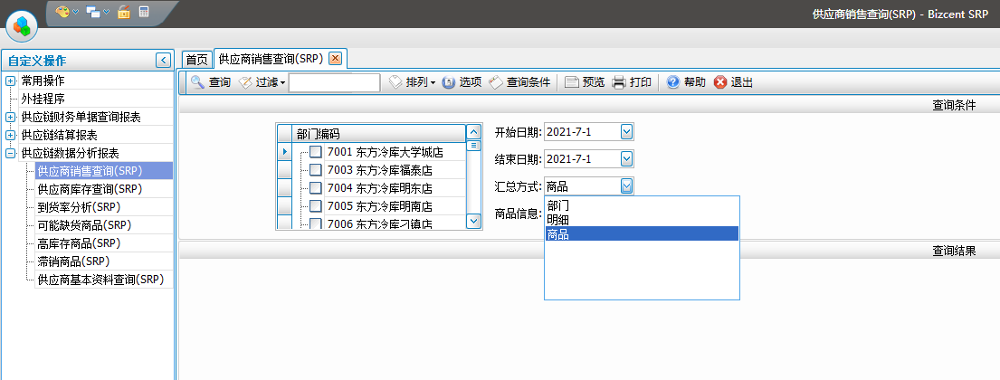 供应商销售查询(SRP) - Bizcent SRP
自定义操作
常用操作
外挂程序
供应链财务单据查询报表
供应链结算报表
供应链数据分析报表
供应商销售查询(SRP)
供应商库存查询(SRP)
到货率分析(SRP)
可能缺货商品(SRP)
高库存商品(SRP)
滞销商品(SRP)
供应商基本资料查询(SRP)
首页 供应商销售查询(SRP)
查询 过滤 排列 选项 查询条件 预览 打印 帮助 退出
查询条件
部门编码
7001 东方冷库大学城店
7003 东方冷库福泰店
7004 东方冷库明东店
7005 东方冷库明南店
7006 东方冷库刁镇店
开始日期: 2021-7-1
结束日期: 2021-7-1
汇总方式: 商品
商品信息:
部门
明细
商品
查询结果